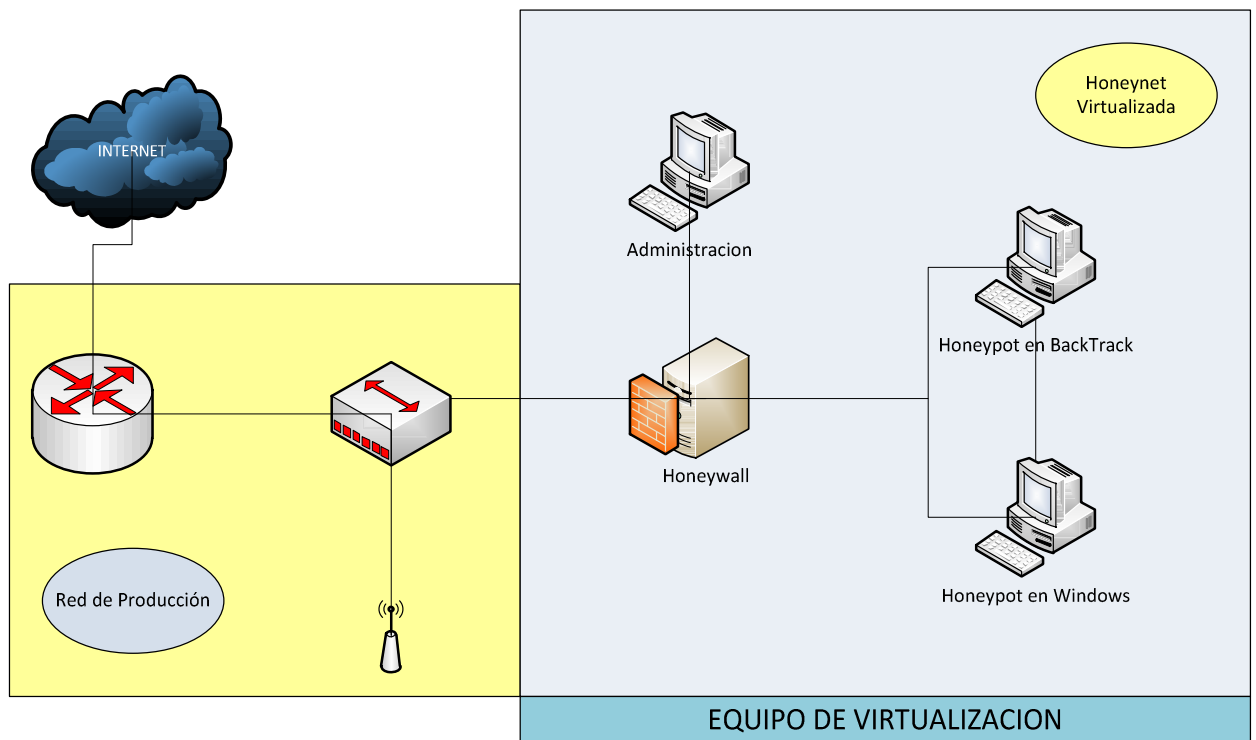 INTERNET
Honeynet
Virtualizada
Administracion
Honeypot en BackTrack
Honeywall
Honeypot en Windows
Red de Producción
EQUIPO DE VIRTUALIZACION